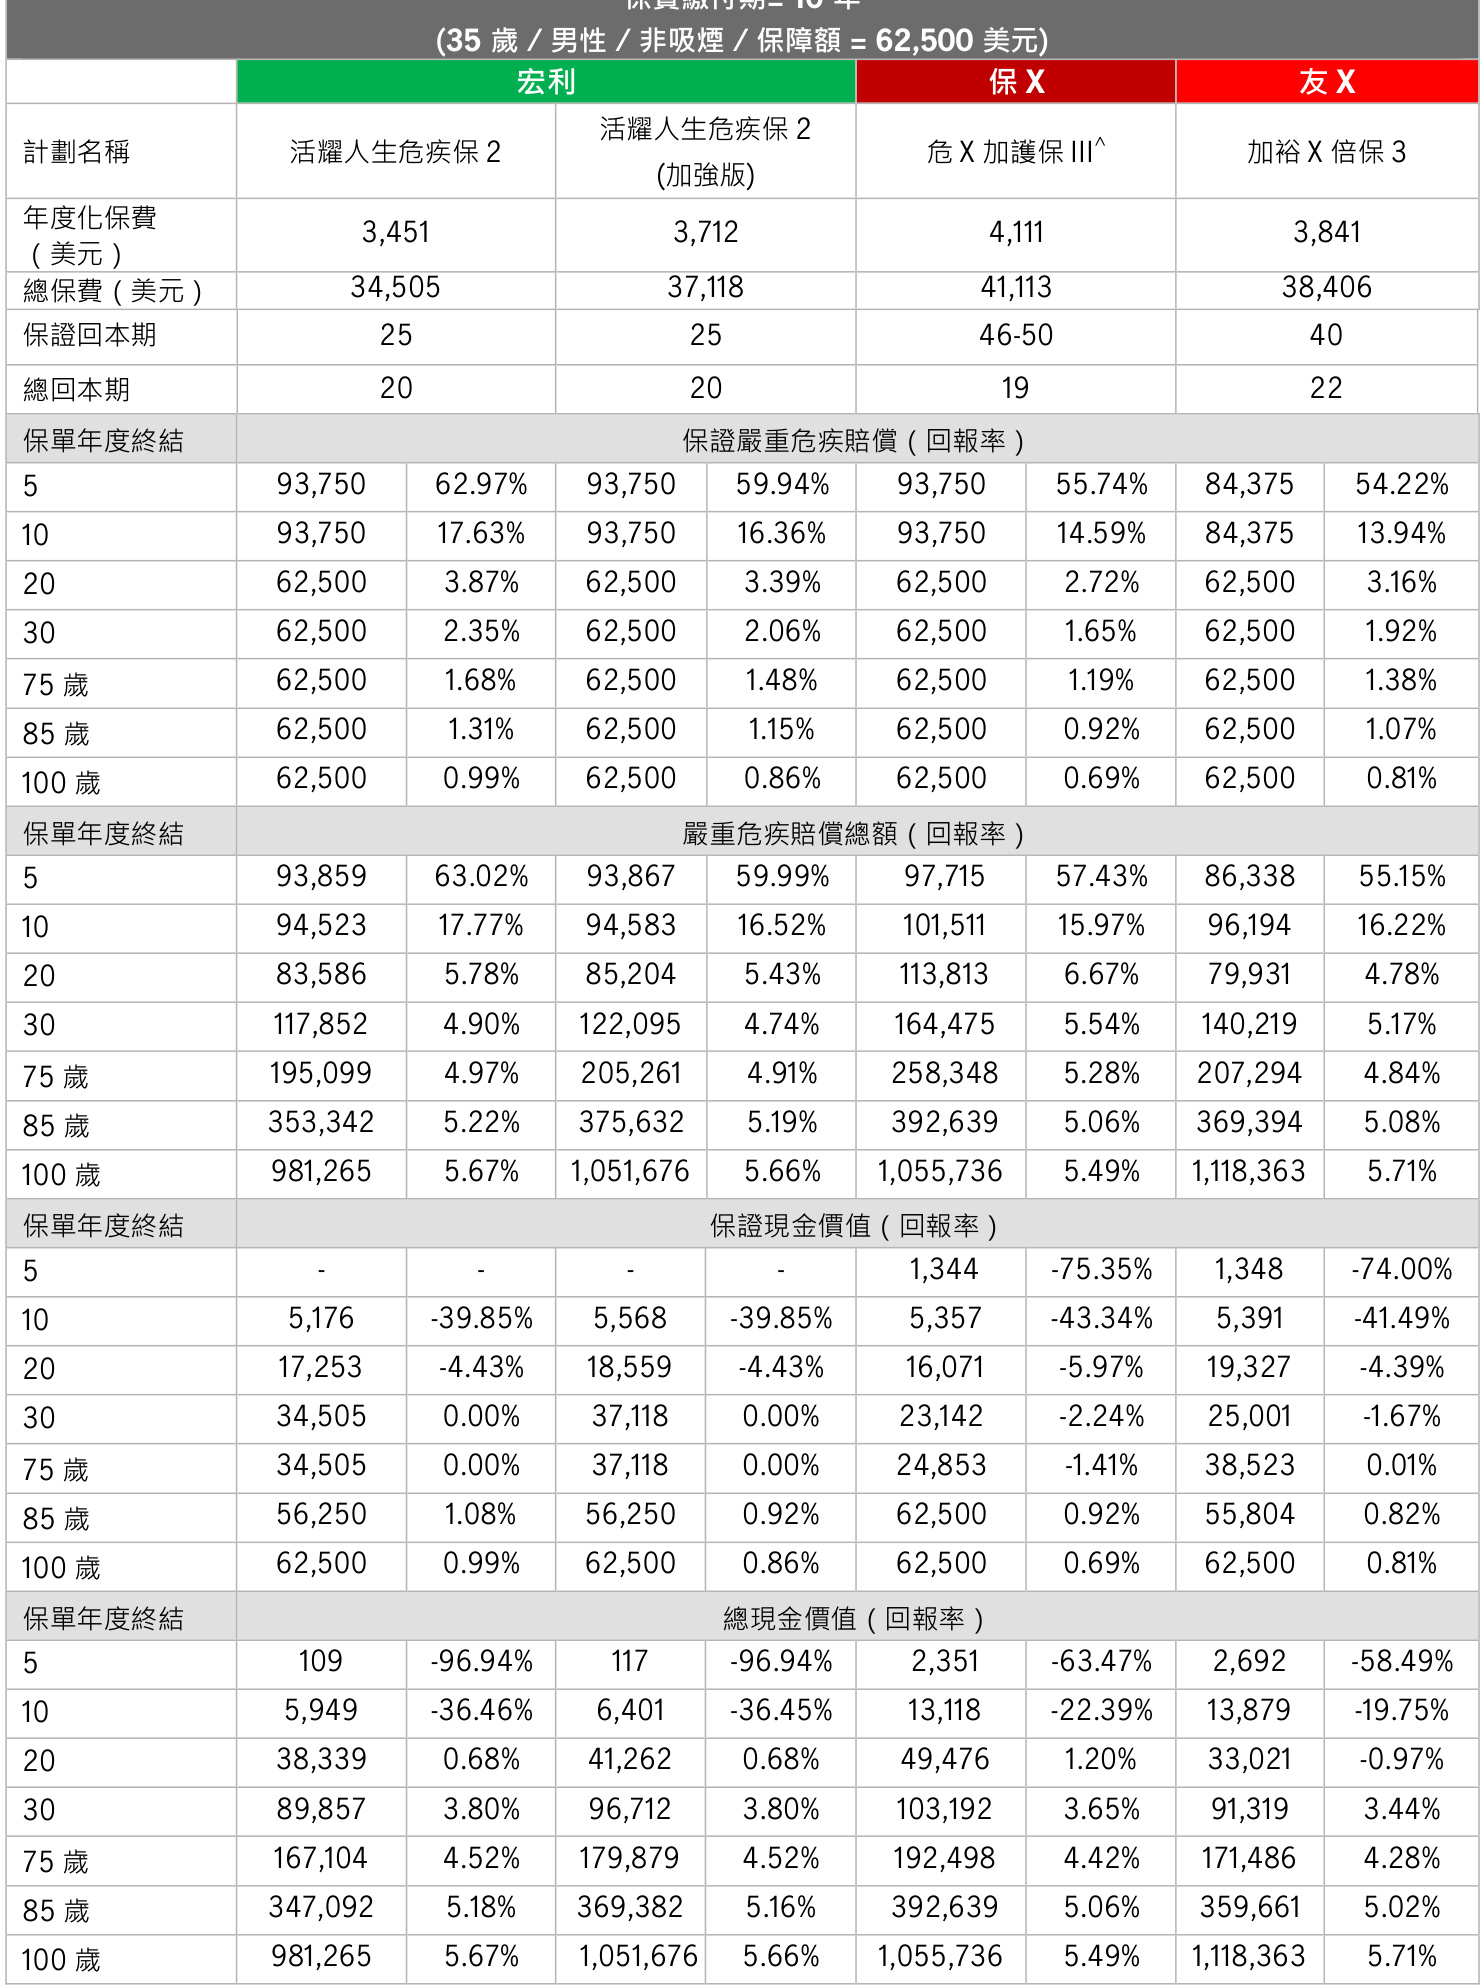 保費繳付期= 10 年
(35 歲 / 男性 / 非吸煙 / 保障額 = 62,500 美元)
宏利 保 X 友 X
計劃名稱 活耀人生危疾保 2 活耀人生危疾保 2 (加強版) 危 X 加護保 III^ 加裕 X 倍保 3
年度化保費（美元） 3,451 3,712 4,111 3,841
總保費（美元） 34,505 37,118 41,113 38,406
保證回本期 25 25 46-50 40
總回本期 20 20 19 22
保單年度終結 保證嚴重危疾賠償（回報率）
5 93,750 62.97% 93,750 59.94% 93,750 55.74% 84,375 54.22%
10 93,750 17.63% 93,750 16.36% 93,750 14.59% 84,375 13.94%
20 62,500 3.87% 62,500 3.39% 62,500 2.72% 62,500 3.16%
30 62,500 2.35% 62,500 2.06% 62,500 1.65% 62,500 1.92%
75 歲 62,500 1.68% 62,500 1.48% 62,500 1.19% 62,500 1.38%
85 歲 62,500 1.31% 62,500 1.15% 62,500 0.92% 62,500 1.07%
100 歲 62,500 0.99% 62,500 0.86% 62,500 0.69% 62,500 0.81%
保單年度終結 嚴重危疾賠償總額（回報率）
5 93,859 63.02% 93,867 59.99% 97,715 57.43% 86,338 55.15%
10 94,523 17.77% 94,583 16.52% 101,511 15.97% 96,194 16.22%
20 83,586 5.78% 85,204 5.43% 113,813 6.67% 79,931 4.78%
30 117,852 4.90% 122,095 4.74% 164,475 5.54% 140,219 5.17%
75 歲 195,099 4.97% 205,261 4.91% 258,348 5.28% 207,294 4.84%
85 歲 353,342 5.22% 375,632 5.19% 392,639 5.06% 369,394 5.08%
100 歲 981,265 5.67% 1,051,676 5.66% 1,055,736 5.49% 1,118,363 5.71%
保單年度終結 保證現金價值（回報率）
5 - - - - 1,344 -75.35% 1,348 -74.00%
10 5,176 -39.85% 5,568 -39.85% 5,357 -43.34% 5,391 -41.49%
20 17,253 -4.43% 18,559 -4.43% 16,071 -5.97% 19,327 -4.39%
30 34,505 0.00% 37,118 0.00% 23,142 -2.24% 25,001 -1.67%
75 歲 34,505 0.00% 37,118 0.00% 24,853 -1.41% 38,523 0.01%
85 歲 56,250 1.08% 56,250 0.92% 62,500 0.92% 55,804 0.82%
100 歲 62,500 0.99% 62,500 0.86% 62,500 0.69% 62,500 0.81%
保單年度終結 總現金價值（回報率）
5 109 -96.94% 117 -96.94% 2,351 -63.47% 2,692 -58.49%
10 5,949 -36.46% 6,401 -36.45% 13,118 -22.39% 13,879 -19.75%
20 38,339 0.68% 41,262 0.68% 49,476 1.20% 33,021 -0.97%
30 89,857 3.80% 96,712 3.80% 103,192 3.65% 91,319 3.44%
75 歲 167,104 4.52% 179,879 4.52% 192,498 4.42% 171,486 4.28%
85 歲 347,092 5.18% 369,382 5.16% 392,639 5.06% 359,661 5.02%
100 歲 981,265 5.67% 1,051,676 5.66% 1,055,736 5.49% 1,118,363 5.71%